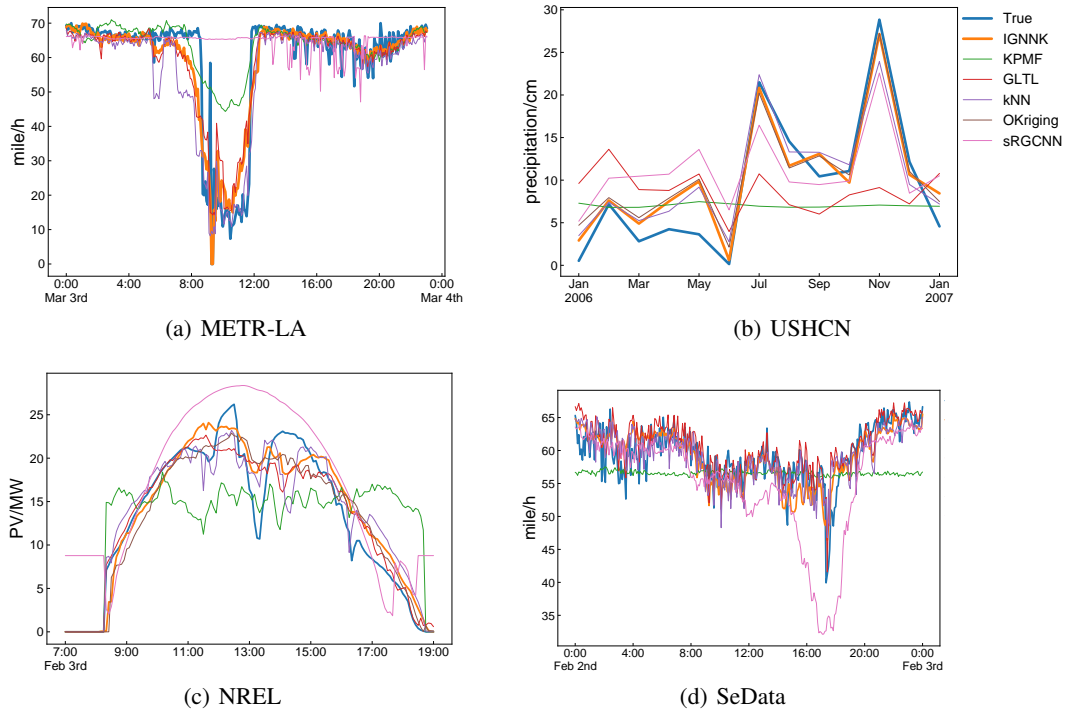 70
60
50
40
30
20
10
0
mile/h
0:00 4:00 8:00 12:00 16:00 20:00 0:00
Mar 3rd Mar 4th
(a) METR-LA
30
25
20
15
10
5
0
precipitation/cm
Jan Mar May Jul Sep Nov Jan
2006 2007
True
IGNNK
KPMF
GLTL
kNN
OKriging
sRGCNN
(b) USHCN
25
20
15
10
5
0
PV/MW
7:00 9:00 11:00 13:00 15:00 17:00 19:00
Feb 3rd
(c) NREL
65
60
55
50
45
40
35
mile/h
0:00 4:00 8:00 12:00 16:00 20:00 0:00
Feb 2nd Feb 3rd
(d) SeData